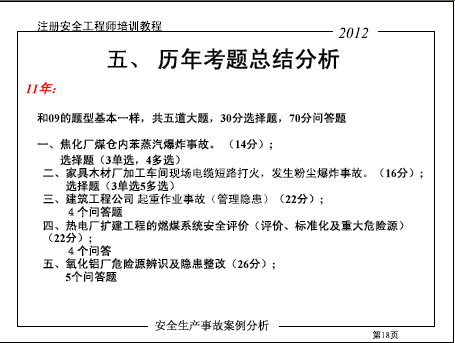 注册安全工程师培训教程
2012
五、 历年考题总结分析
11年：
和09的题型基本一样，共五道大题，30分选择题，70分问答题
一、焦化厂煤仓内苯蒸汽爆炸事故。（14分）；
选择题（3单选，4多选）
二、家具木材厂加工车间现场电缆短路打火，发生粉尘爆炸事故。（16分）；
选择题（3单选5多选）
三、建筑工程公司 起重作业事故（管理隐患）（22分）；
4个问答题
四、热电厂扩建工程的燃煤系统安全评价（评价、标准化及重大危险源）
（22分）；
4个问答
五、氧化铝厂危险源辨识及隐患整改（26分）；
5个问答题
安全生产事故案例分析
第18页